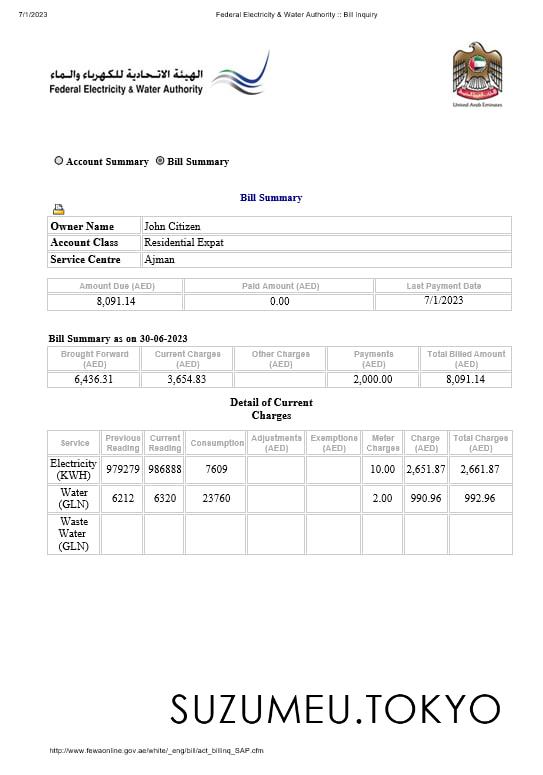 7/1/2023 Federal Electricity & Water Authority :: Bill Inquiry
الهيئة الاتحادية للكهرباء والماء
Federal Electricity & Water Authority
United Arab Emirates
Account Summary Bill Summary
Bill Summary
Owner Name John Citizen
Account Class Residential Expat
Service Centre Ajman
Amount Due (AED) Paid Amount (AED) Last Payment Date
8,091.14 0.00 7/1/2023
Bill Summary as on 30-06-2023
Brought Forward (AED) Current Charges (AED) Other Charges (AED) Payments (AED) Total Billed Amount (AED)
6,436.31 3,654.83 2,000.00 8,091.14
Detail of Current
Charges
Service Previous Reading Current Reading Consumption Adjustments (AED) Exemptions (AED) Meter Charges Charge (AED) Total Charges (AED)
Electricity (KWH) 979279 986888 7609 10.00 2,651.87 2,661.87
Water (GLN) 6212 6320 23760 2.00 990.96 992.96
Waste Water (GLN)
SUZUMEU.TOKYO
http://www.fewaonline.gov.ae/white/_eng/bill/act_billinq_SAP.cfm